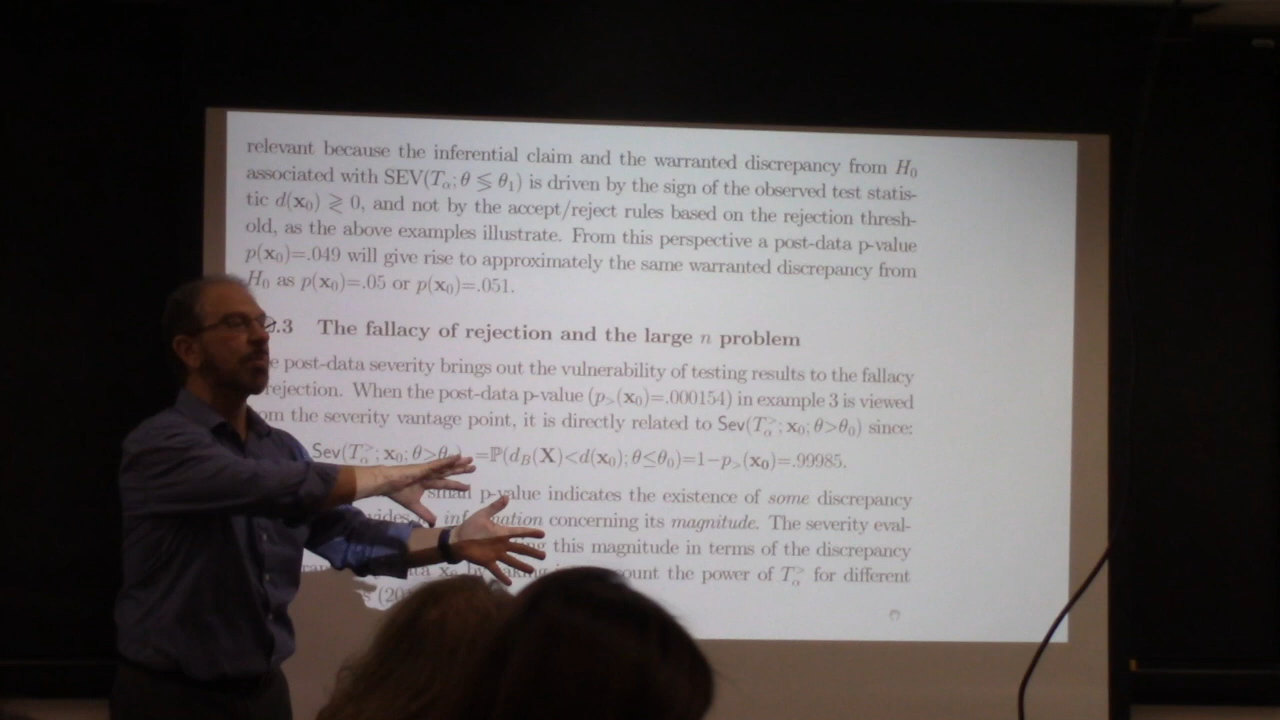 relevant because the inferential claim and the warranted discrepancy from H₀
associated with SEV(Tα; θ ≶ θ₁) is driven by the sign of the observed test statis-
tic d(x₀) ≷ 0, and not by the accept/reject rules based on the rejection thresh-
old, as the above examples illustrate. From this perspective a post-data p-value
p(x₀)=.049 will give rise to approximately the same warranted discrepancy from
H₀ as p(x₀)=.05 or p(x₀)=.051.
.3 The fallacy of rejection and the large n problem
post-data severity brings out the vulnerability of testing results to the fallacy
rejection. When the post-data p-value (p>(x₀)=.000154) in example 3 is viewed
the severity vantage point, it is directly related to Sev(Tα>; x₀; θ>θ₀) since:
Sev(Tα>; x₀; θ>θ =ℙ(dB(X)<d(x₀); θ≤θ₀)=1−p>(x₀)=.99985.
small p-value indicates the existence of some discrepancy
concerning its magnitude. The severity eval-
this magnitude in terms of the discrepancy
x₀ by the power of Tα> for different